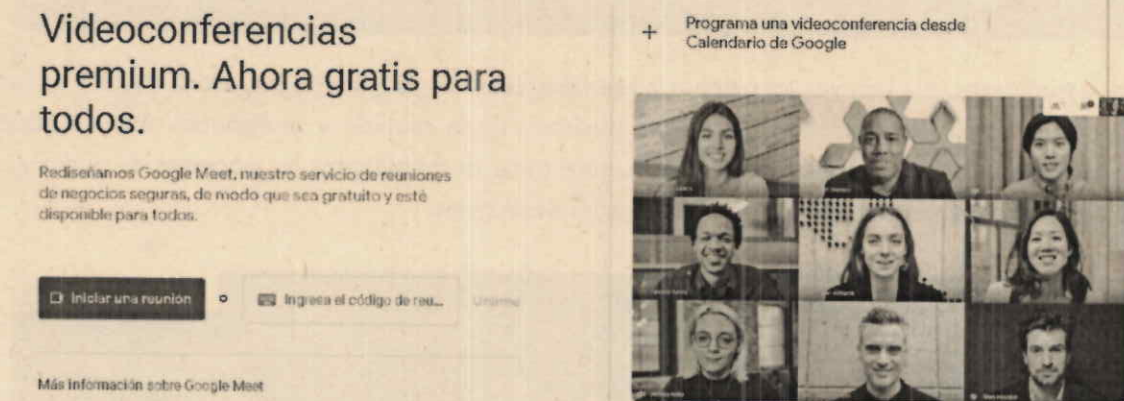 Videoconferencias
premium. Ahora gratis para
todos.
Rediseñamos Google Meet, nuestro servicio de reuniones
de negocios seguras, de modo que sea gratuito y esté
disponible para todos.
Iniciar una reunión o Ingresa el código de reu... Unirme
Más información sobre Google Meet
+ Programa una videoconferencia desde
Calendario de Google